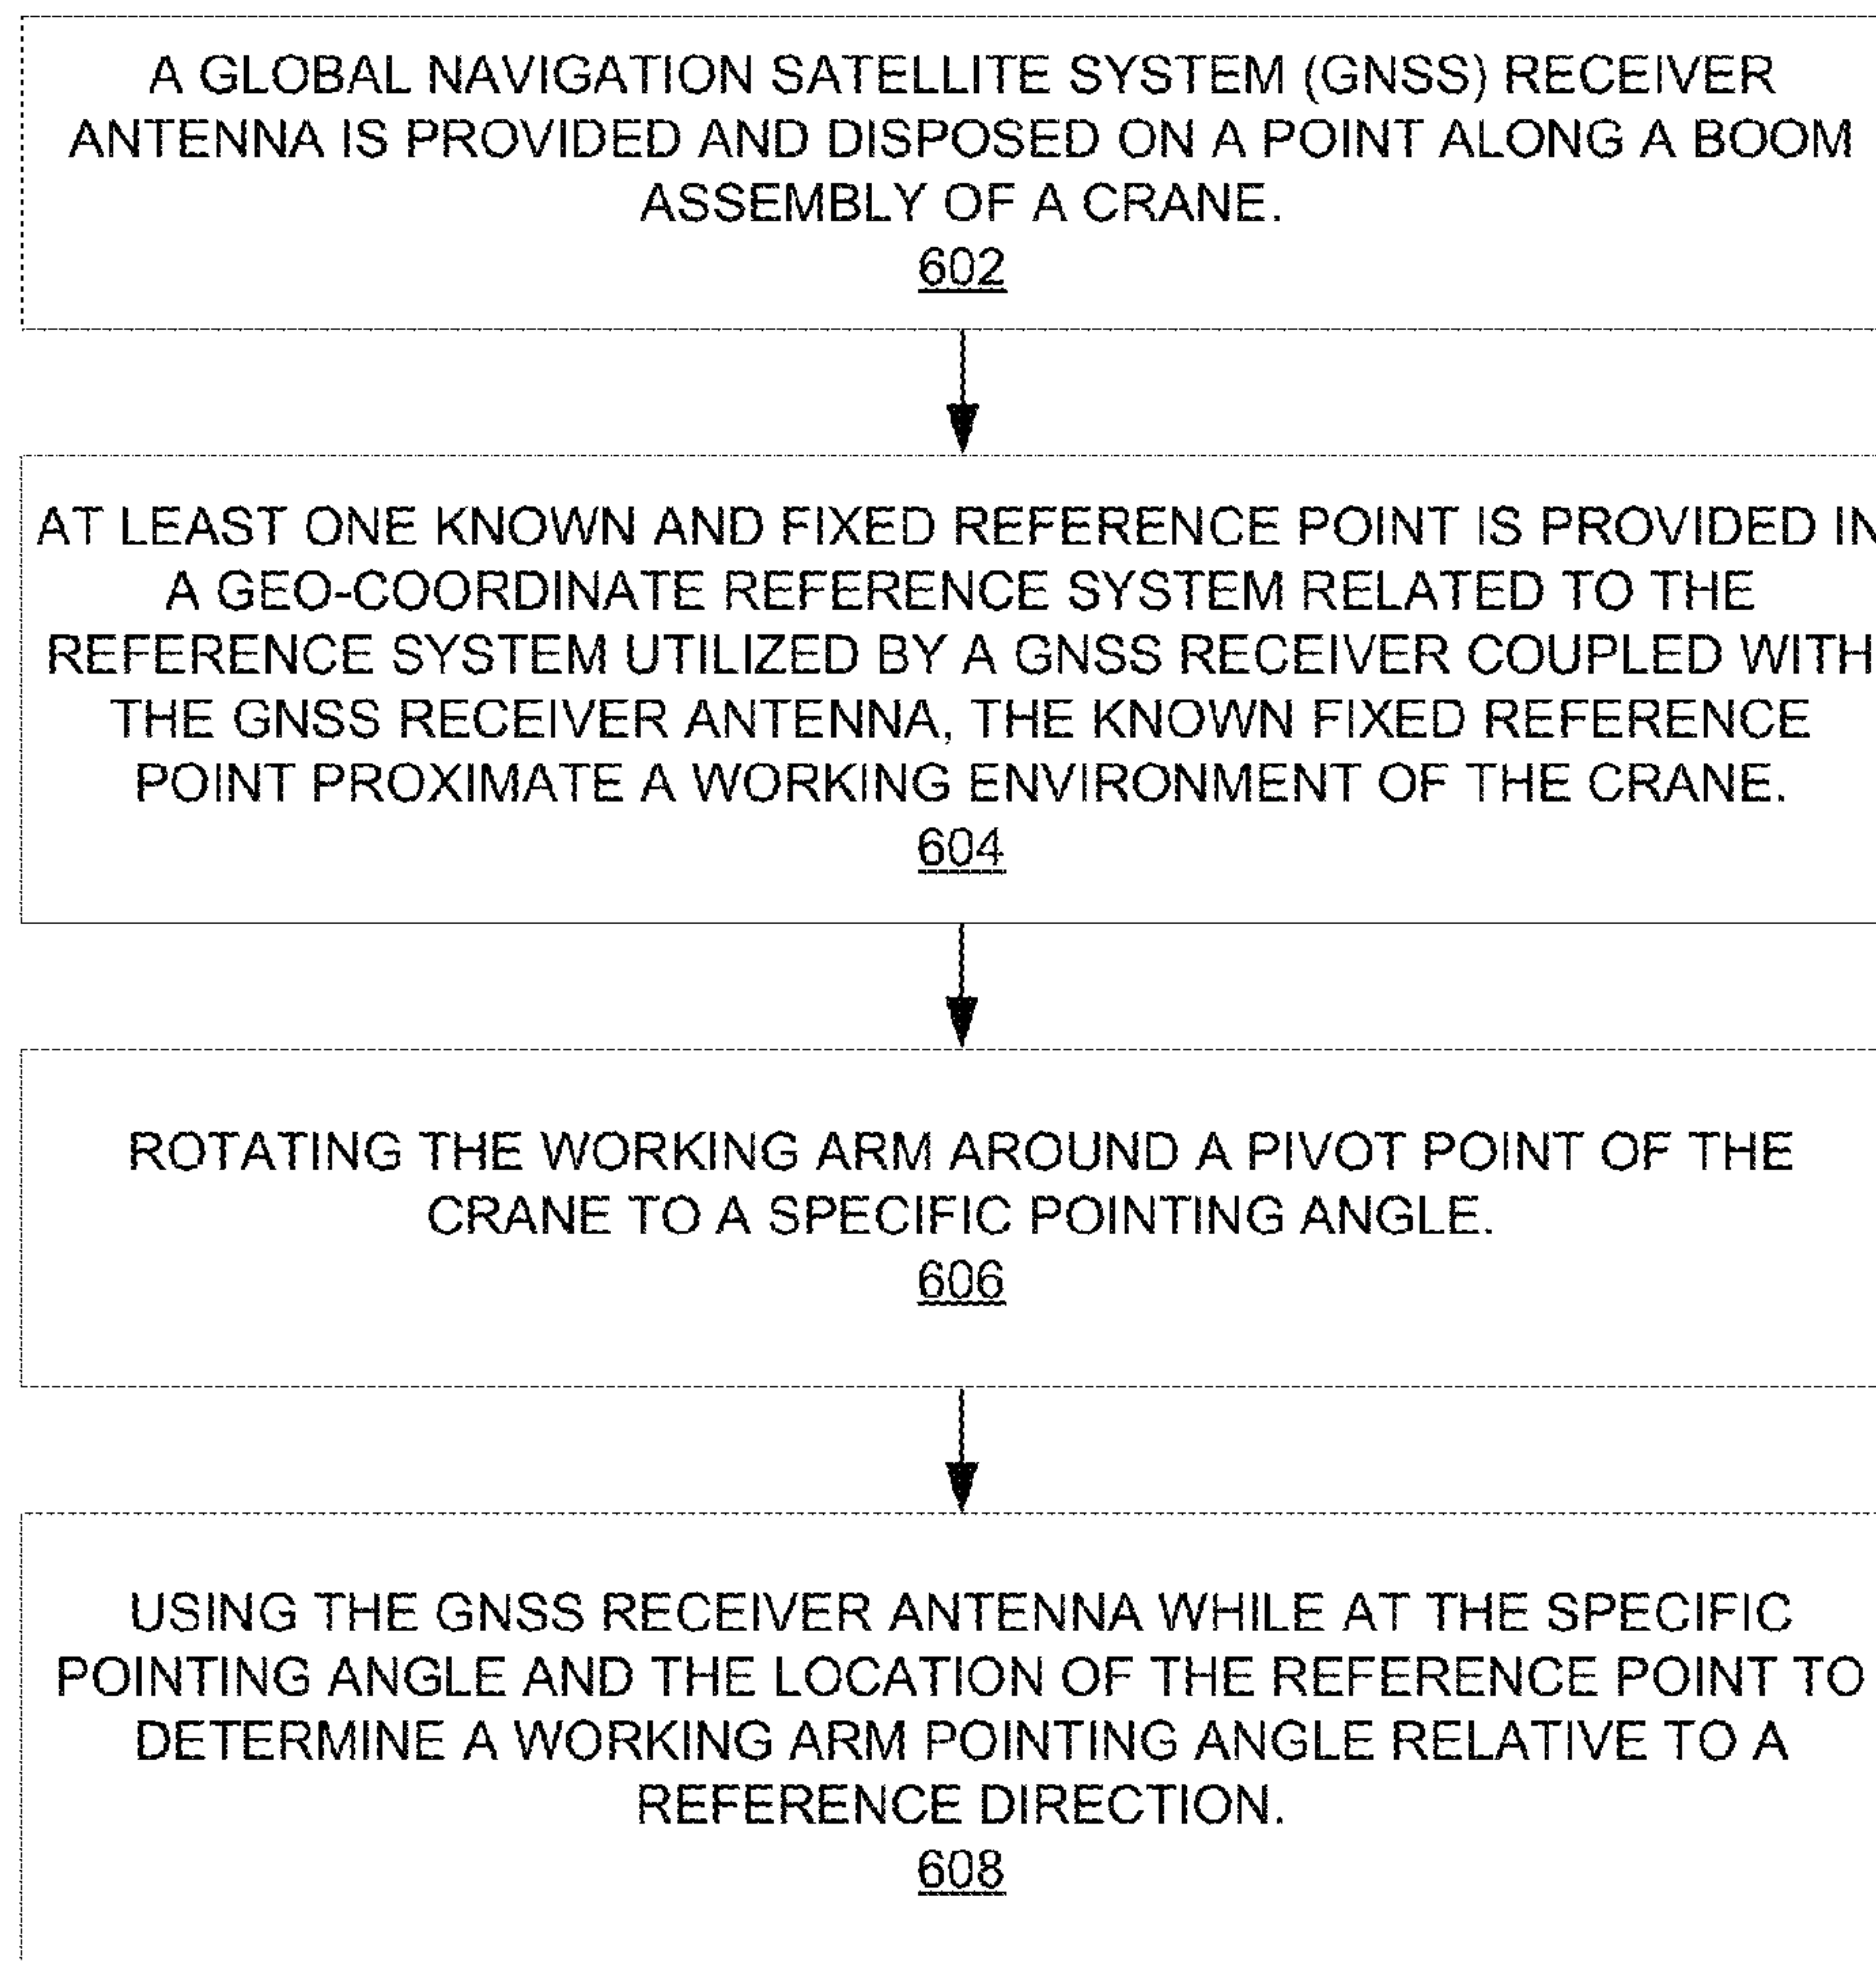 A GLOBAL NAVIGATION SATELLITE SYSTEM (GNSS) RECEIVER
ANTENNA IS PROVIDED AND DISPOSED ON A POINT ALONG A BOOM
ASSEMBLY OF A CRANE.
602
AT LEAST ONE KNOWN AND FIXED REFERENCE POINT IS PROVIDED IN
A GEO-COORDINATE REFERENCE SYSTEM RELATED TO THE
REFERENCE SYSTEM UTILIZED BY A GNSS RECEIVER COUPLED WITH
THE GNSS RECEIVER ANTENNA, THE KNOWN FIXED REFERENCE
POINT PROXIMATE A WORKING ENVIRONMENT OF THE CRANE.
604
ROTATING THE WORKING ARM AROUND A PIVOT POINT OF THE
CRANE TO A SPECIFIC POINTING ANGLE.
606
USING THE GNSS RECEIVER ANTENNA WHILE AT THE SPECIFIC
POINTING ANGLE AND THE LOCATION OF THE REFERENCE POINT TO
DETERMINE A WORKING ARM POINTING ANGLE RELATIVE TO A
REFERENCE DIRECTION.
608